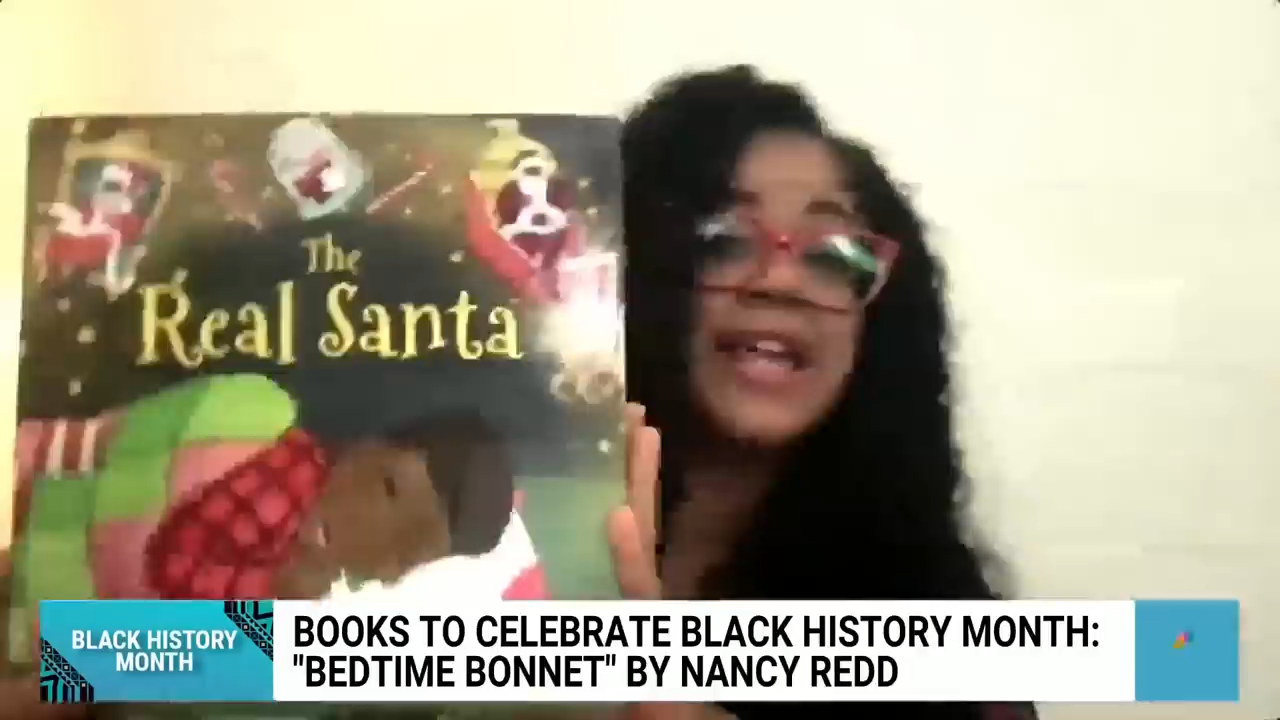 The
Real Santa
BLACK HISTORY
MONTH
BOOKS TO CELEBRATE BLACK HISTORY MONTH:
"BEDTIME BONNET" BY NANCY REDD